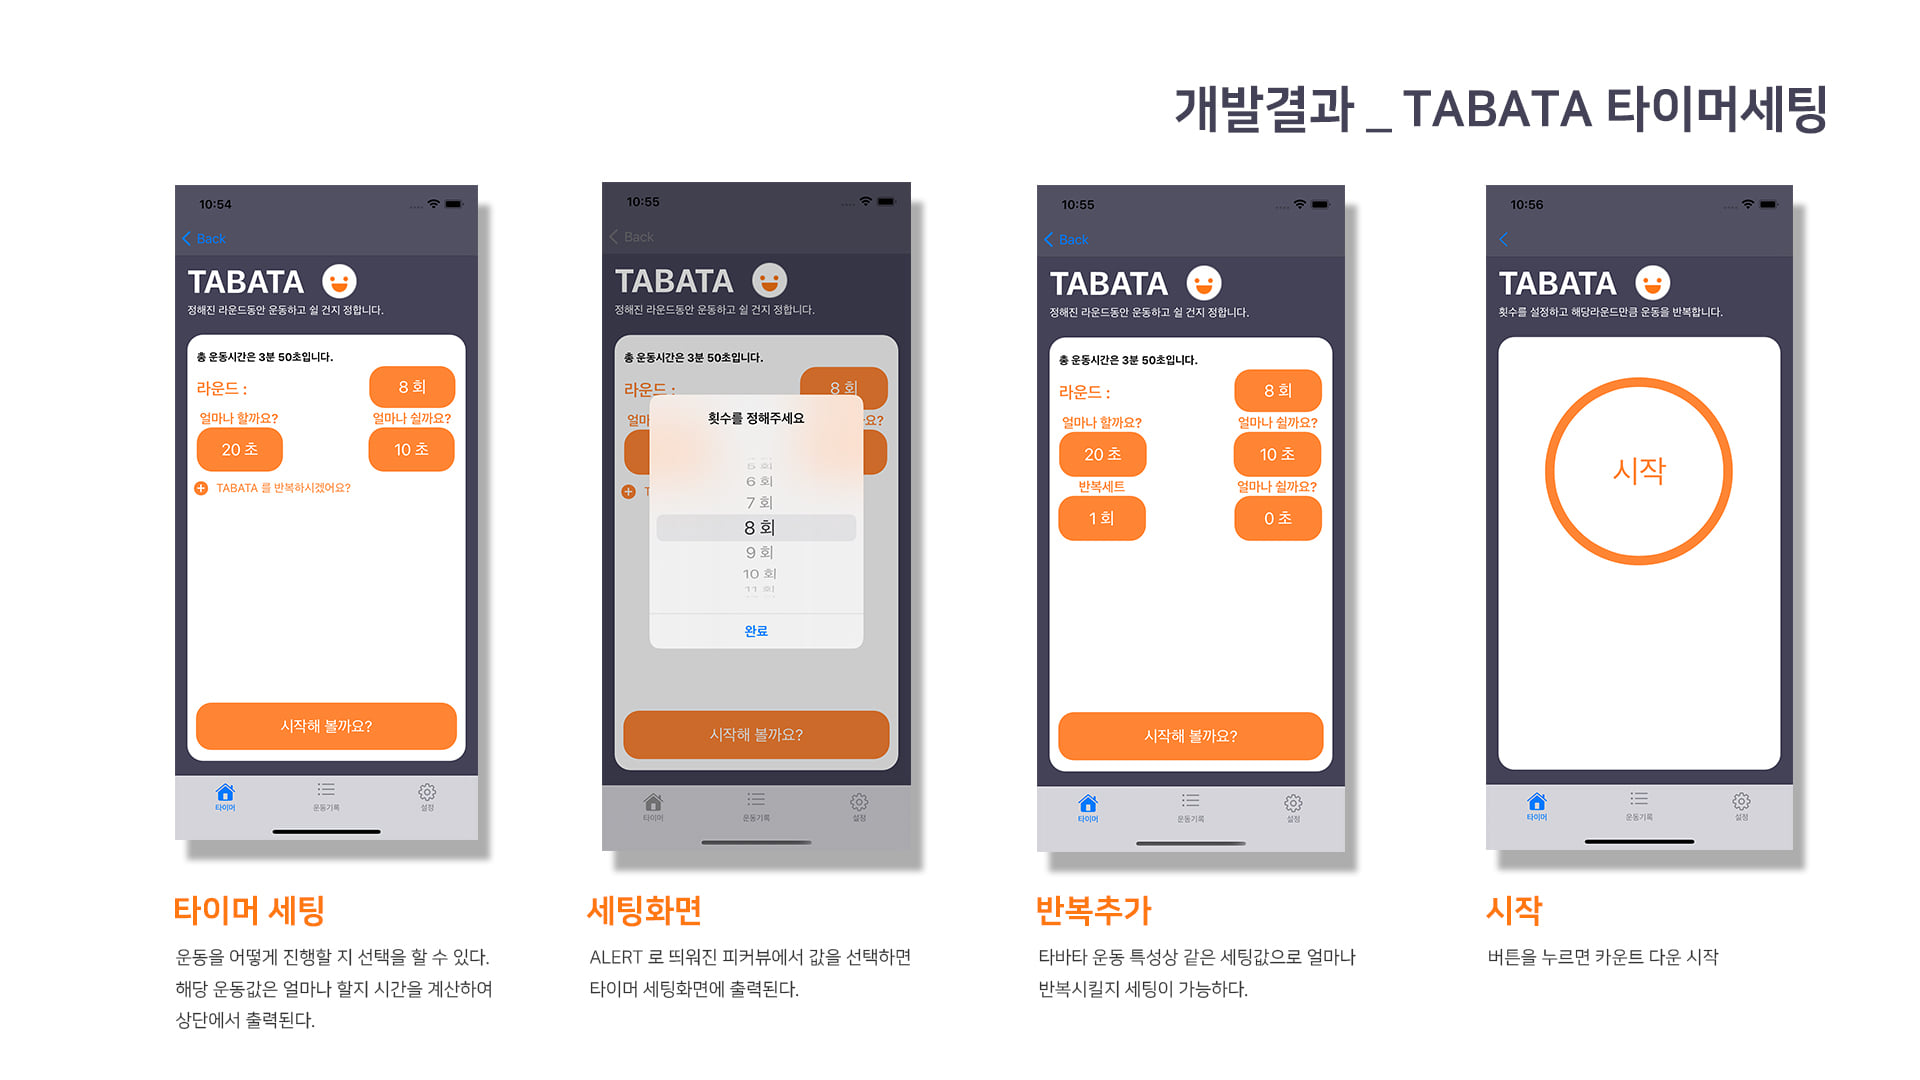 개발결과 _ TABATA 타이머세팅
10:54
Back
TABATA
정해진 라운드동안 운동하고 쉴 건지 정합니다.
총 운동시간은 3분 50초입니다.
라운드 :
8 회
얼마나 할까요?
얼마나 쉴까요?
20 초
10 초
TABATA 를 반복하시겠어요?
시작해 볼까요?
타이머
운동기록
설정
10:55
Back
TABATA
정해진 라운드동안 운동하고 쉴 건지 정합니다.
총 운동시간은 3분 50초입니다.
라운드 :
8 회
얼마
요?
횟수를 정해주세요
5 회
6 회
7 회
8 회
9 회
10 회
11 회
완료
시작해 볼까요?
타이머
운동기록
설정
10:55
Back
TABATA
정해진 라운드동안 운동하고 쉴 건지 정합니다.
총 운동시간은 3분 50초입니다.
라운드 :
8 회
얼마나 할까요?
얼마나 쉴까요?
20 초
10 초
반복세트
얼마나 쉴까요?
1 회
0 초
시작해 볼까요?
타이머
운동기록
설정
10:56
TABATA
횟수를 설정하고 해당라운드만큼 운동을 반복합니다.
시작
타이머
운동기록
설정
타이머 세팅
운동을 어떻게 진행할 지 선택을 할 수 있다.
해당 운동값은 얼마나 할지 시간을 계산하여
상단에서 출력된다.
세팅화면
ALERT 로 띄워진 피커뷰에서 값을 선택하면
타이머 세팅화면에 출력된다.
반복추가
타바타 운동 특성상 같은 세팅값으로 얼마나
반복시킬지 세팅이 가능하다.
시작
버튼을 누르면 카운트 다운 시작